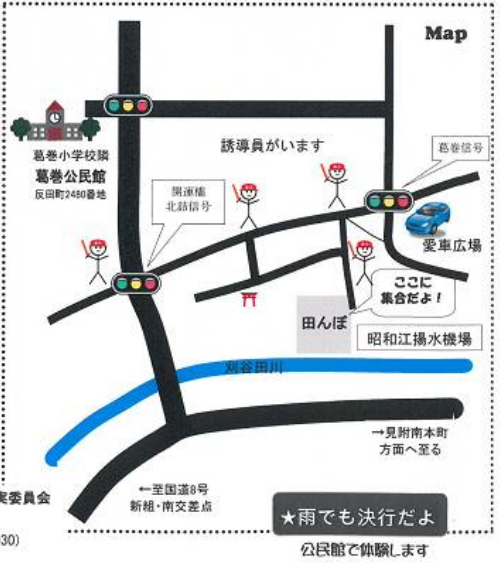 Map
葛巻小学校隣
葛巻公民館
反田町2480番地
誘導員がいます
葛巻信号
開運橋
北詰信号
愛車広場
ここに
集合だよ！
田んぼ
昭和江揚水機場
刈谷田川
→見附南本町
方面へ至る
←至国道8号
新組・南交差点
実委員会
30)
★雨でも決行だよ
公民館で体験します